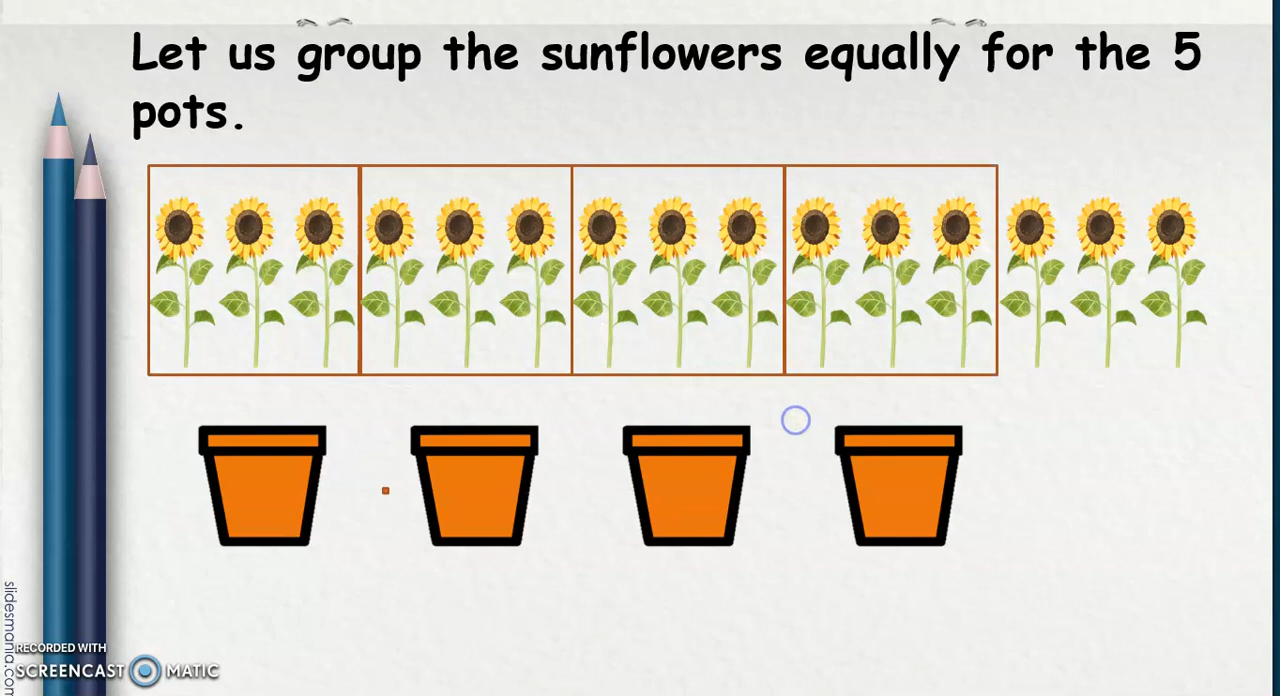 Let us group the sunflowers equally for the 5
pots.
slidesmania.com
RECORDED WITH
SCREENCAST MATIC